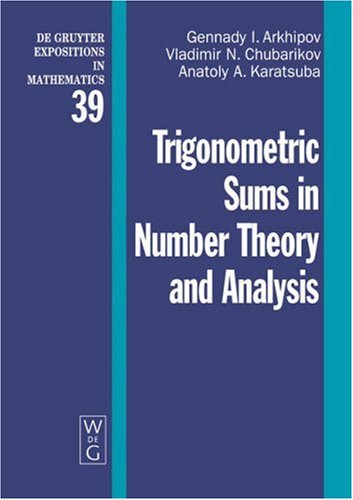 DE GRUYTER
EXPOSITIONS
IN
MATHEMATICS
39
Gennady I. Arkhipov
Vladimir N. Chubarikov
Anatoly A. Karatsuba
Trigonometric
Sums in
Number Theory
and Analysis
W
DE
G